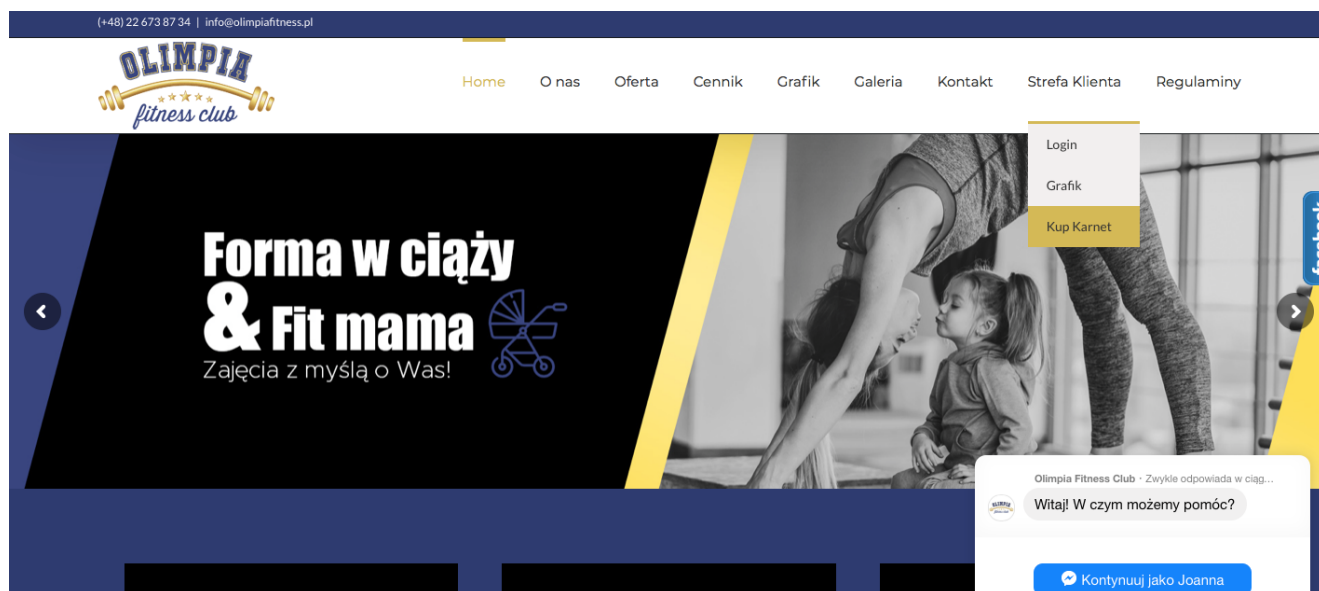 (+48) 22 673 87 34 | info@olimpiafitness.pl
OLIMPIA
fitness club
Home O nas Oferta Cennik Grafik Galeria Kontakt Strefa Klienta Regulaminy
Login
Grafik
Kup Karnet
Forma w ciąży
& Fit mama
Zajęcia z myślą o Was!
facebook
Olimpia Fitness Club · Zwykle odpowiada w ciąg...
Witaj! W czym możemy pomóc?
Kontynuuj jako Joanna